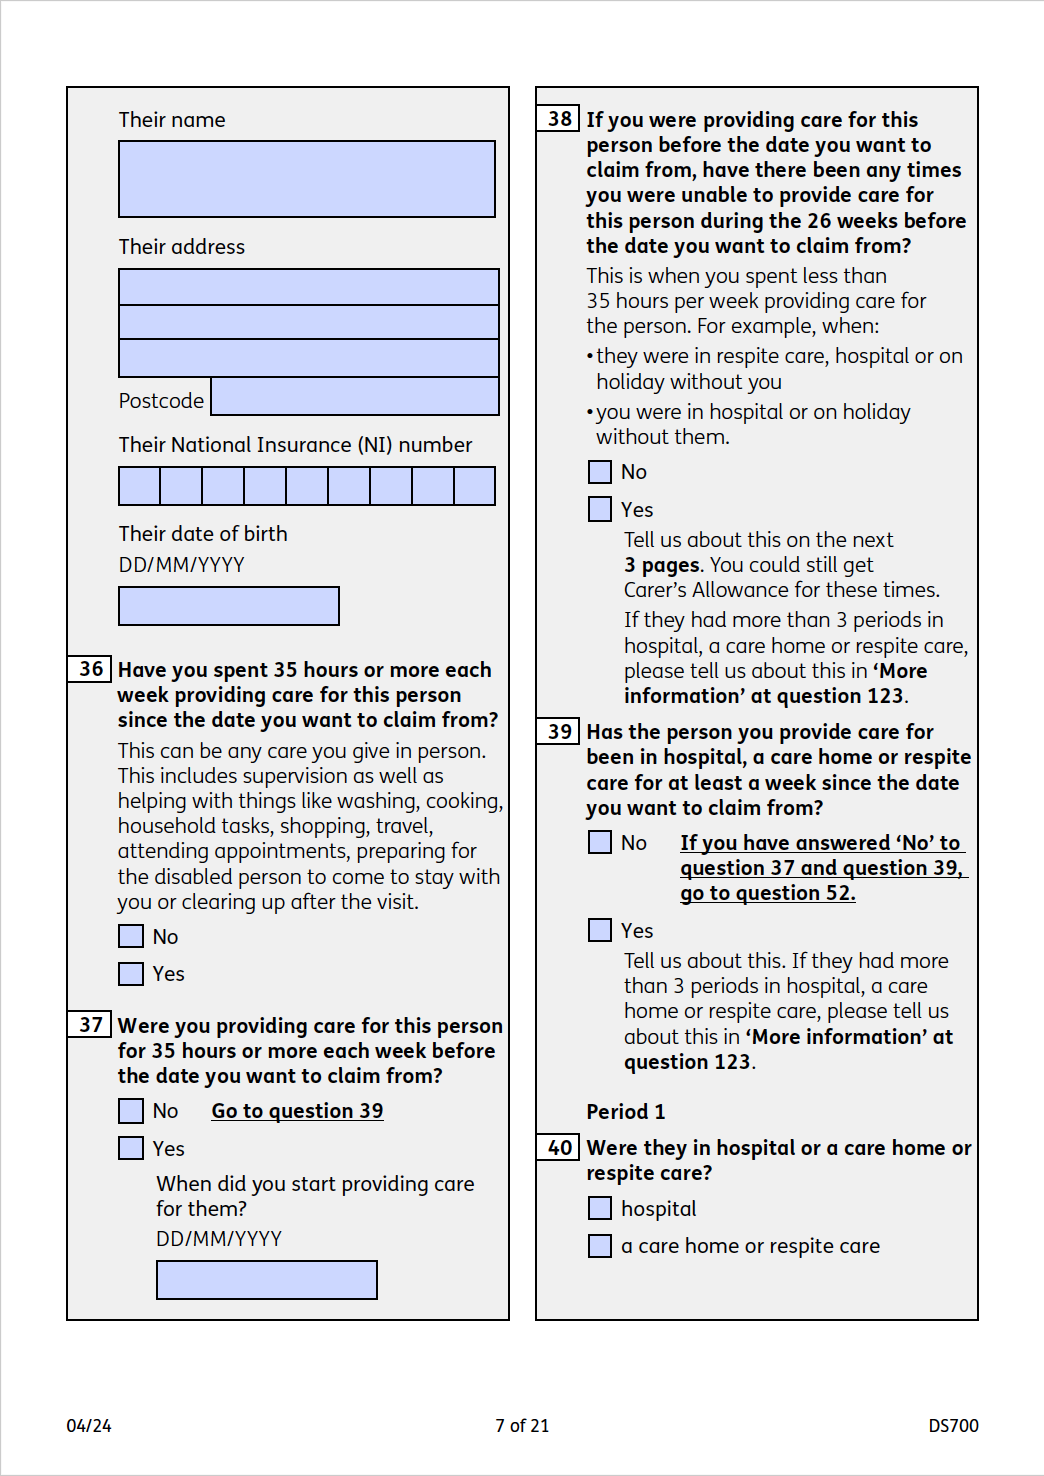 Their name
Their address
Postcode
Their National Insurance (NI) number
Their date of birth
DD/MM/YYYY
36 Have you spent 35 hours or more each
week providing care for this person
since the date you want to claim from?
This can be any care you give in person.
This includes supervision as well as
helping with things like washing, cooking,
household tasks, shopping, travel,
attending appointments, preparing for
the disabled person to come to stay with
you or clearing up after the visit.
No
Yes
37 Were you providing care for this person
for 35 hours or more each week before
the date you want to claim from?
No Go to question 39
Yes
When did you start providing care
for them?
DD/MM/YYYY
38 If you were providing care for this
person before the date you want to
claim from, have there been any times
you were unable to provide care for
this person during the 26 weeks before
the date you want to claim from?
This is when you spent less than
35 hours per week providing care for
the person. For example, when:
• they were in respite care, hospital or on
holiday without you
• you were in hospital or on holiday
without them.
No
Yes
Tell us about this on the next
3 pages. You could still get
Carer’s Allowance for these times.
If they had more than 3 periods in
hospital, a care home or respite care,
please tell us about this in ‘More
information’ at question 123.
39 Has the person you provide care for
been in hospital, a care home or respite
care for at least a week since the date
you want to claim from?
No If you have answered ‘No’ to
question 37 and question 39,
go to question 52.
Yes
Tell us about this. If they had more
than 3 periods in hospital, a care
home or respite care, please tell us
about this in ‘More information’ at
question 123.
Period 1
40 Were they in hospital or a care home or
respite care?
hospital
a care home or respite care
04/24 7 of 21 DS700